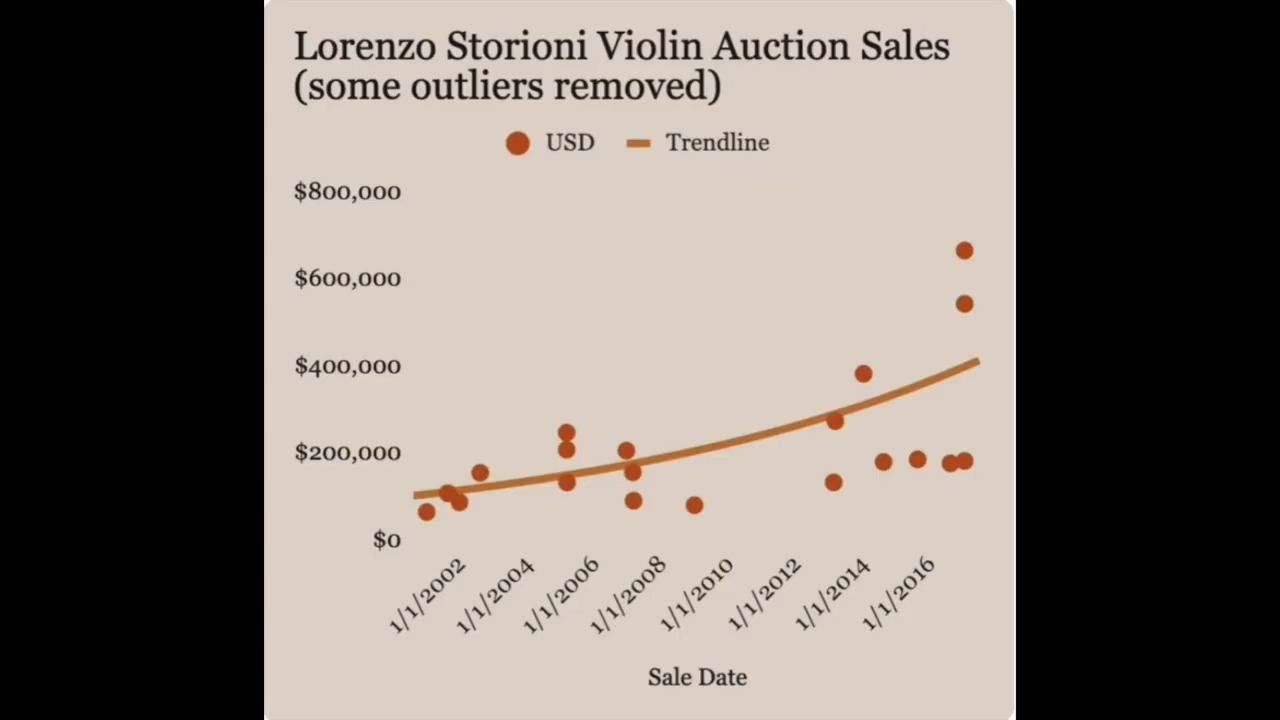 Lorenzo Storioni Violin Auction Sales
(some outliers removed)
USD
Trendline
$800,000
$600,000
$400,000
$200,000
$0
1/1/2002
1/1/2004
1/1/2006
1/1/2008
1/1/2010
1/1/2012
1/1/2014
1/1/2016
Sale Date